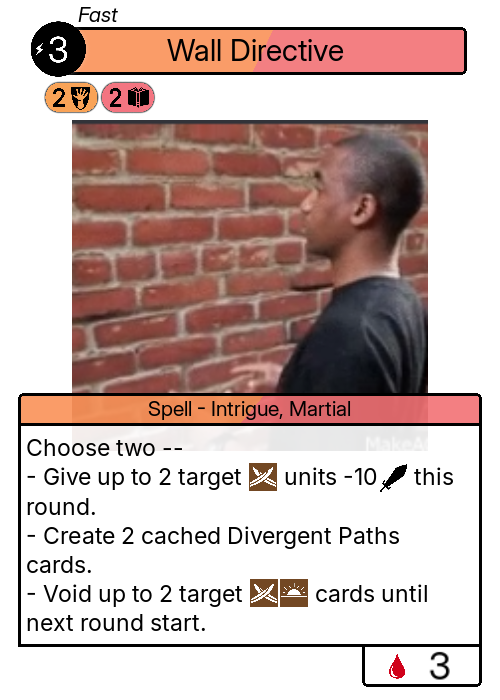 Fast
3
Wall Directive
2 2
Spell - Intrigue, Martial
Choose two --
- Give up to 2 target units -10 this
round.
- Create 2 cached Divergent Paths
cards.
- Void up to 2 target cards until
next round start.
3